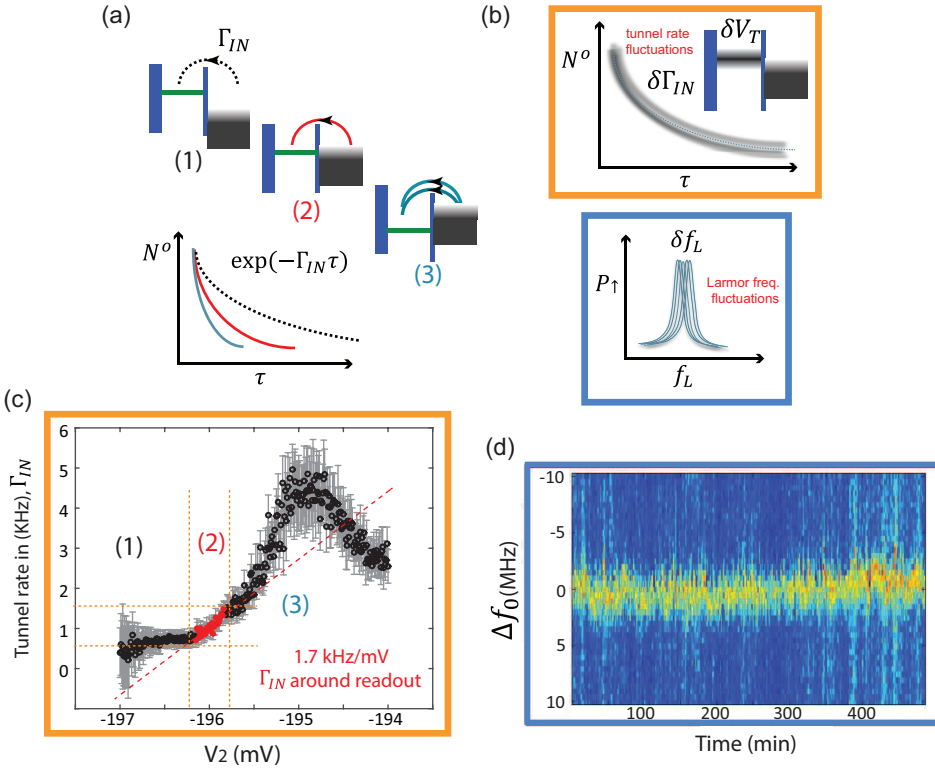 (a)
Γ_IN
(1)
(2)
(3)
N^o
exp(−Γ_IN τ)
τ
(b)
tunnel rate
fluctuations
δV_T
N^o
δΓ_IN
τ
δf_L
P↑
Larmor freq.
fluctuations
f_L
(c)
Tunnel rate in (KHz), Γ_IN
6
5
4
3
2
1
0
(1)
(2)
(3)
1.7 kHz/mV
Γ_IN around readout
-197 -196 -195 -194
V2 (mV)
(d)
Δf_0 (MHz)
-10
-5
0
5
10
100 200 300 400
Time (min)